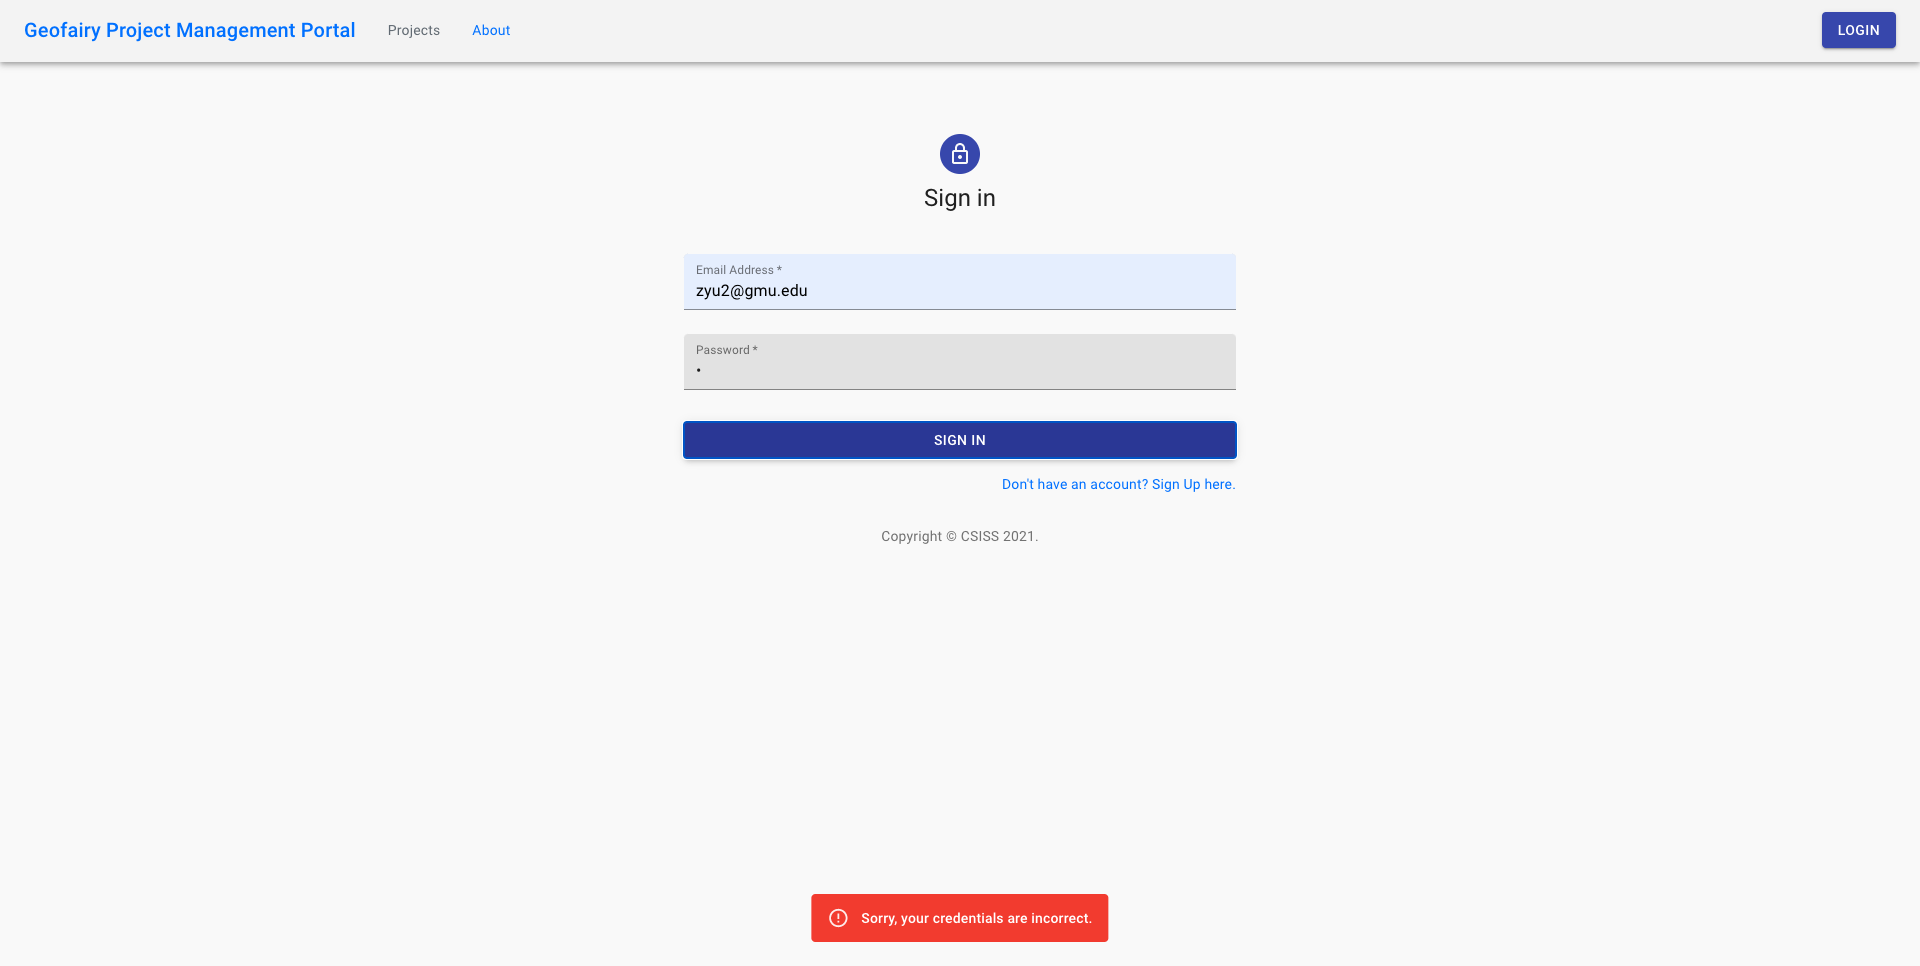 Geofairy Project Management Portal Projects About LOGIN
Sign in
Email Address *
zyu2@gmu.edu
Password *
•
SIGN IN
Don't have an account? Sign Up here.
Copyright © CSISS 2021.
Sorry, your credentials are incorrect.